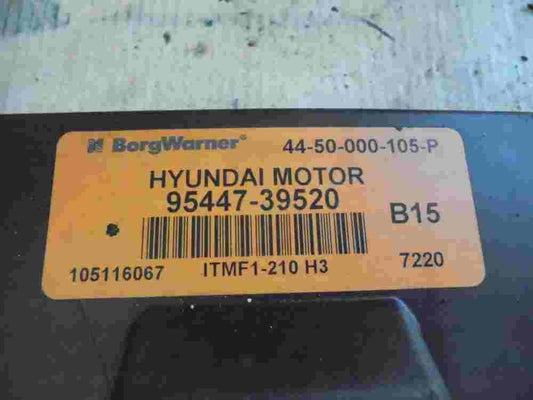 BorgWarner® 44-50-000-105-P
HYUNDAI MOTOR
95447-39520
B15
105116067 ITMF1-210 H3 7220